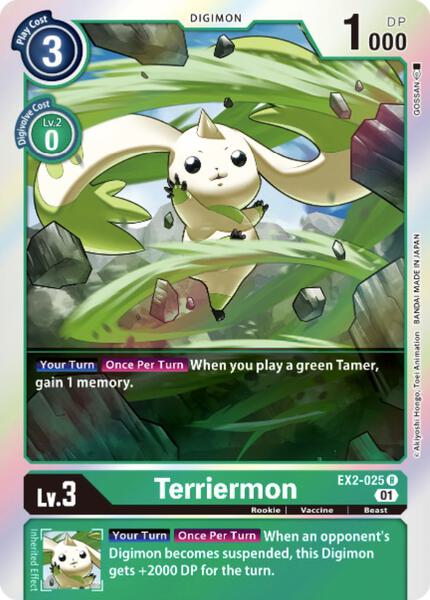 Play Cost
3
DIGIMON
DP
1000
Digivolve Cost
Lv.2
0
GOSSAN
© Akiyoshi Hongo, Toei Animation BANDAI MADE IN JAPAN
Your Turn Once Per Turn When you play a green Tamer,
gain 1 memory.
Lv.3
Terriermon
EX2-025 U
01
Rookie | Vaccine | Beast
Inherited Effect
Your Turn Once Per Turn When an opponent's
Digimon becomes suspended, this Digimon
gets +2000 DP for the turn.